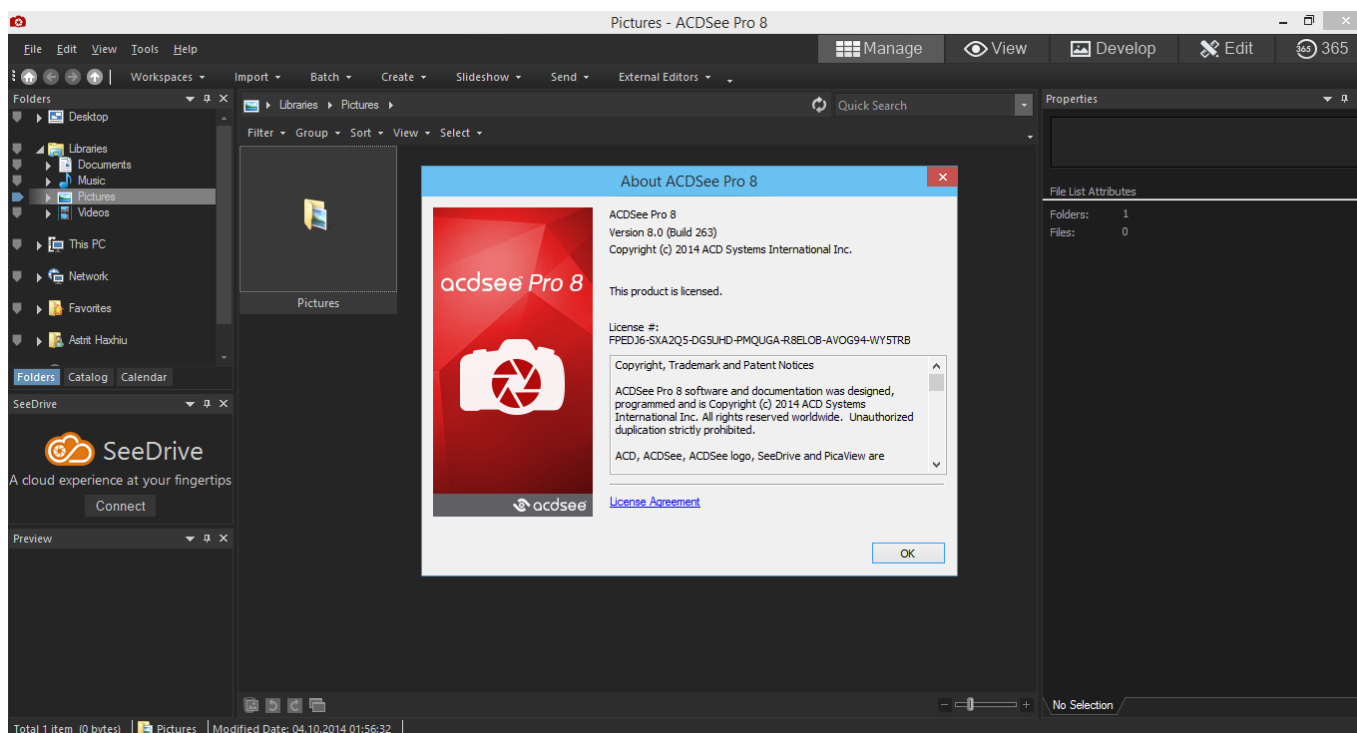 Pictures - ACDSee Pro 8
File Edit View Tools Help
Manage View Develop Edit 365 365
Workspaces Import Batch Create Slideshow Send External Editors
Folders
Libraries Pictures
Quick Search
Properties
Desktop
Filter Group Sort View Select
Libraries
Documents
Music
Pictures
Videos
This PC
Network
Favorites
Astrit Haxhiu
Folders Catalog Calendar
SeeDrive
SeeDrive
A cloud experience at your fingertips
Connect
Preview
Pictures
About ACDSee Pro 8
acdsee Pro 8
acdsee
ACDSee Pro 8
Version 8.0 (Build 263)
Copyright (c) 2014 ACD Systems International Inc.
This product is licensed.
License #:
FPEDJ6-SXA2Q5-DG5UHD-PMQUGA-R8ELOB-AVOG94-WY5TRB
Copyright, Trademark and Patent Notices
ACDSee Pro 8 software and documentation was designed,
programmed and is Copyright (c) 2014 ACD Systems
International Inc. All rights reserved worldwide. Unauthorized
duplication strictly prohibited.
ACD, ACDSee, ACDSee logo, SeeDrive and PicaView are
License Agreement
OK
File List Attributes
Folders: 1
Files: 0
No Selection
Total 1 item (0 bytes) Pictures Modified Date: 04.10.2014 01:56:32